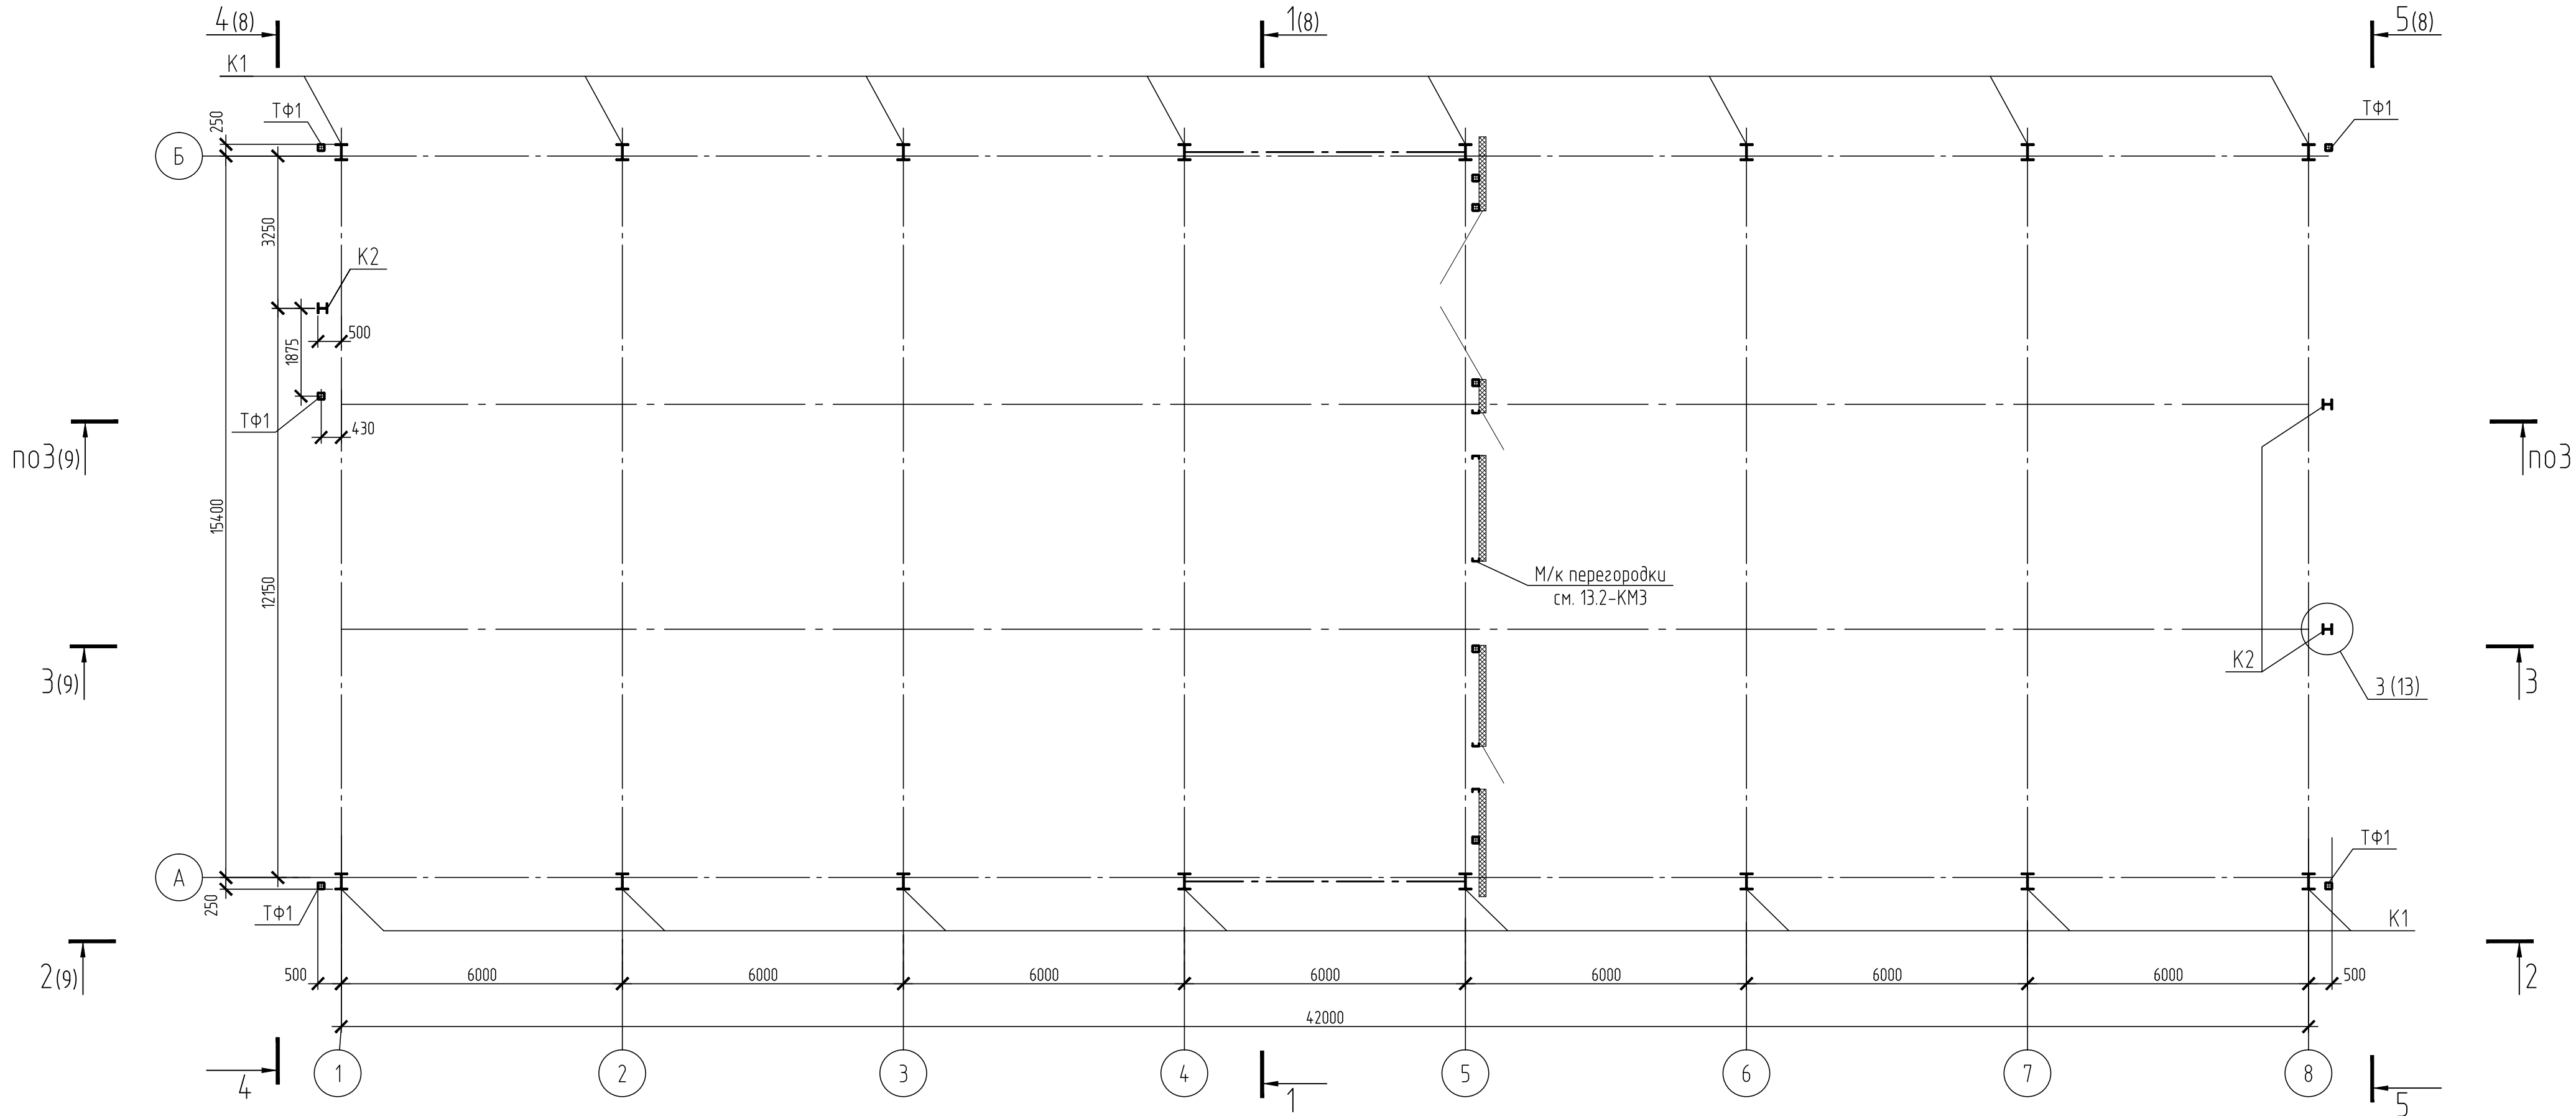 4(8)
1(8)
5(8)
К1
ТФ1
ТФ1
250
Б
3250
К2
500
1875
ТФ1
430
по3(9)
по3
15400
12150
М/к перегородки
см. 13.2-КМ3
3(9)
К2
3
3 (13)
ТФ1
А
250
ТФ1
К1
2(9)
500
6000
6000
6000
6000
6000
6000
6000
500
2
42000
4
1
2
3
4
1
5
6
7
8
5